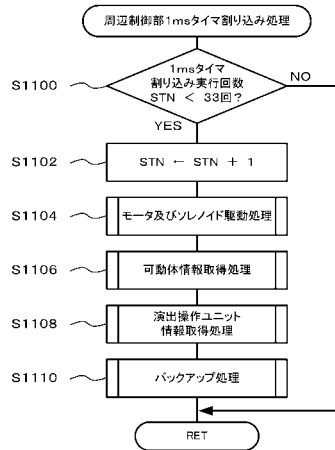 周辺制御部1msタイマ割り込み処理
S1100
1msタイマ
割り込み実行回数
STN < 33回?
NO
YES
S1102
STN ← STN + 1
S1104
モータ及びソレノイド駆動処理
S1106
可動体情報取得処理
S1108
演出操作ユニット
情報取得処理
S1110
バックアップ処理
RET